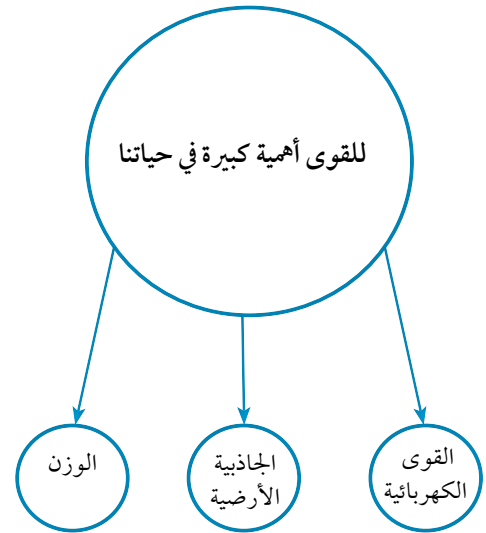 للقوى أهمية كبيرة في حياتنا
القوى
الكهربائية
الجاذبية
الأرضية
الوزن